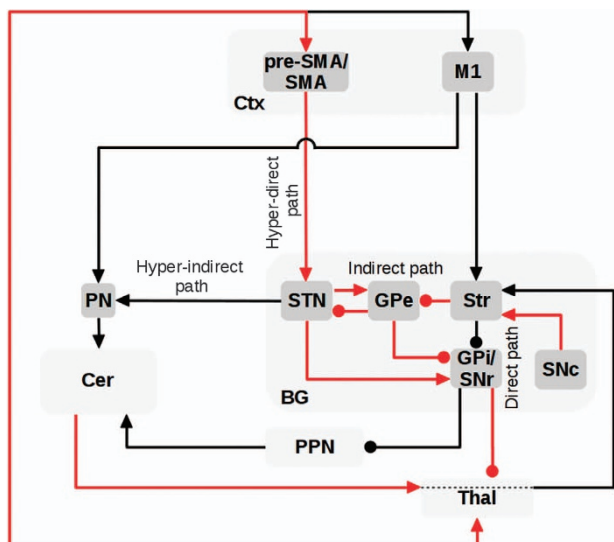 pre-SMA/
SMA
M1
Ctx
Hyper-direct
path
Hyper-indirect
path
Indirect path
PN
STN
GPe
Str
GPi/
SNr
Direct path
SNc
Cer
BG
PPN
Thal